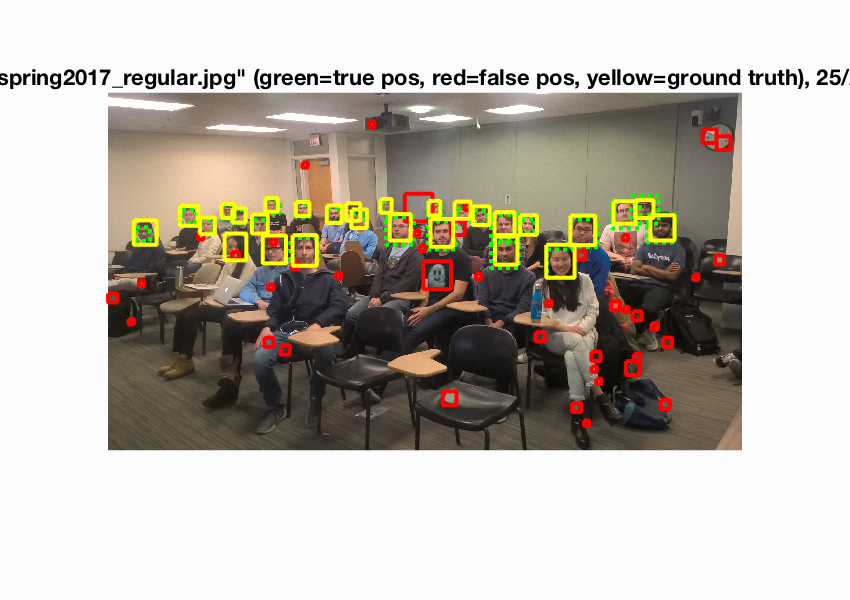 spring2017_regular.jpg" (green=true pos, red=false pos, yellow=ground truth), 25/